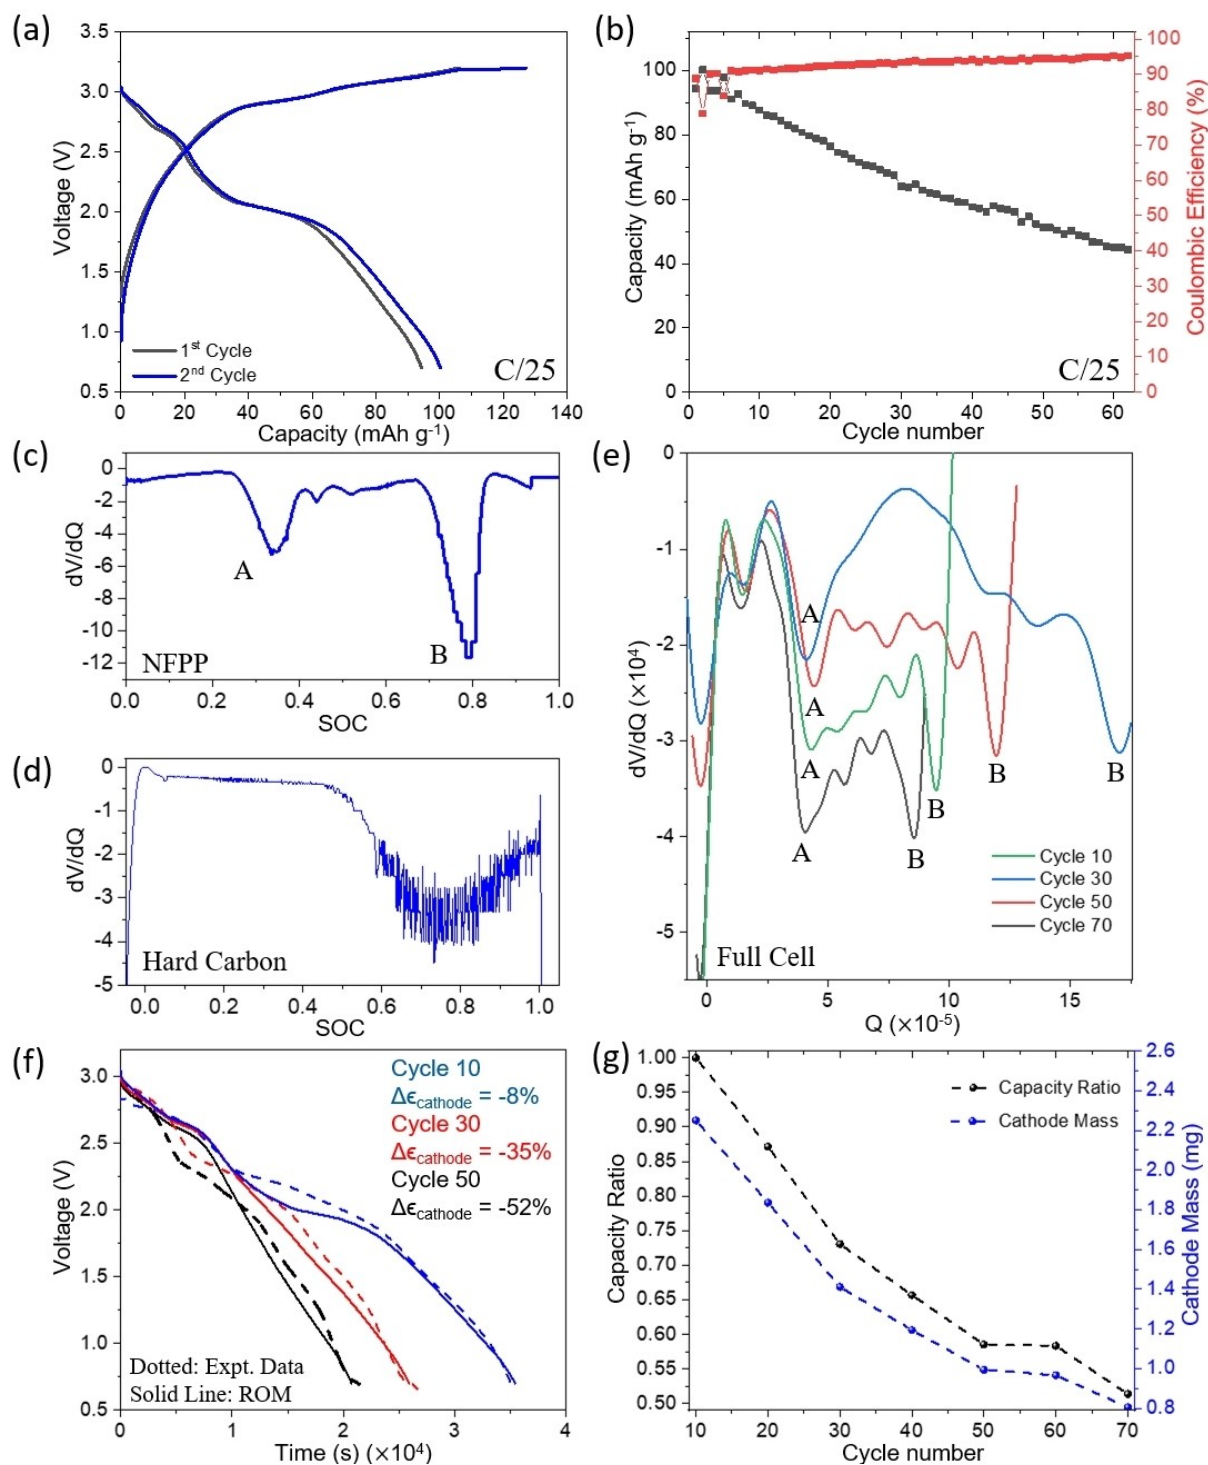 (a)
3.5
3.0
2.5
2.0
1.5
1.0
0.5
Voltage (V)
1st Cycle
2nd Cycle
C/25
0 20 40 60 80 100 120 140
Capacity (mAh g-1)
(b)
100
80
60
40
20
0
Capacity (mAh g-1)
100
90
80
70
60
50
40
30
20
10
0
Coulombic Efficiency (%)
C/25
0 10 20 30 40 50 60
Cycle number
(c)
0
-2
-4
-6
-8
-10
-12
dV/dQ
A
B
NFPP
0.0 0.2 0.4 0.6 0.8 1.0
SOC
(d)
0
-1
-2
-3
-4
-5
dV/dQ
Hard Carbon
0.0 0.2 0.4 0.6 0.8 1.0
SOC
(e)
0
-1
-2
-3
-4
-5
dV/dQ (×10⁴)
A
A
A
B
B
B
A
B
Cycle 10
Cycle 30
Cycle 50
Cycle 70
Full Cell
0 5 10 15
Q (×10⁻⁵)
(f)
3.0
2.5
2.0
1.5
1.0
0.5
Voltage (V)
Cycle 10
Δϵcathode = -8%
Cycle 30
Δϵcathode = -35%
Cycle 50
Δϵcathode = -52%
Dotted: Expt. Data
Solid Line: ROM
0 1 2 3 4
Time (s) (×10⁴)
(g)
1.00
0.95
0.90
0.85
0.80
0.75
0.70
0.65
0.60
0.55
0.50
Capacity Ratio
Capacity Ratio
Cathode Mass
2.6
2.4
2.2
2.0
1.8
1.6
1.4
1.2
1.0
0.8
Cathode Mass (mg)
10 20 30 40 50 60 70
Cycle number